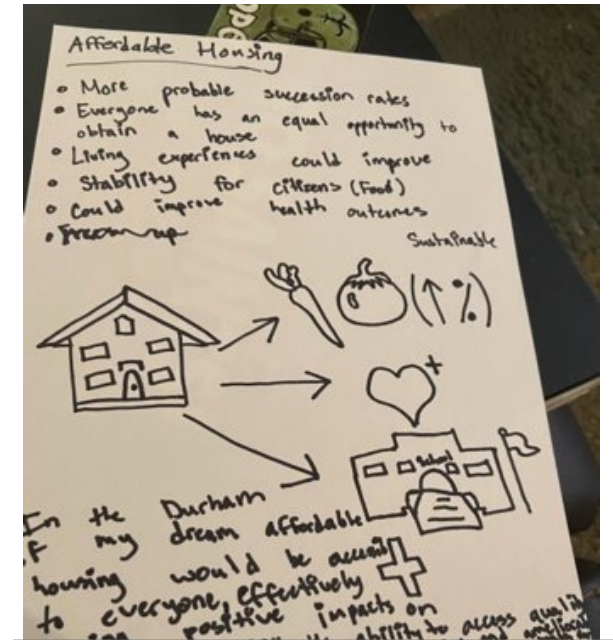 Affordable Housing
• More probable succession rates
• Everyone has an equal opportunity to
obtain a house
• Living experiences could improve
• Stability for citizens (Food)
• Could improve health outcomes
•
Sustainable
(↑%)
+
School
In the Durham
of my dream affordable
housing would be
to everyone, effectively
positive impacts on
ability to access quality